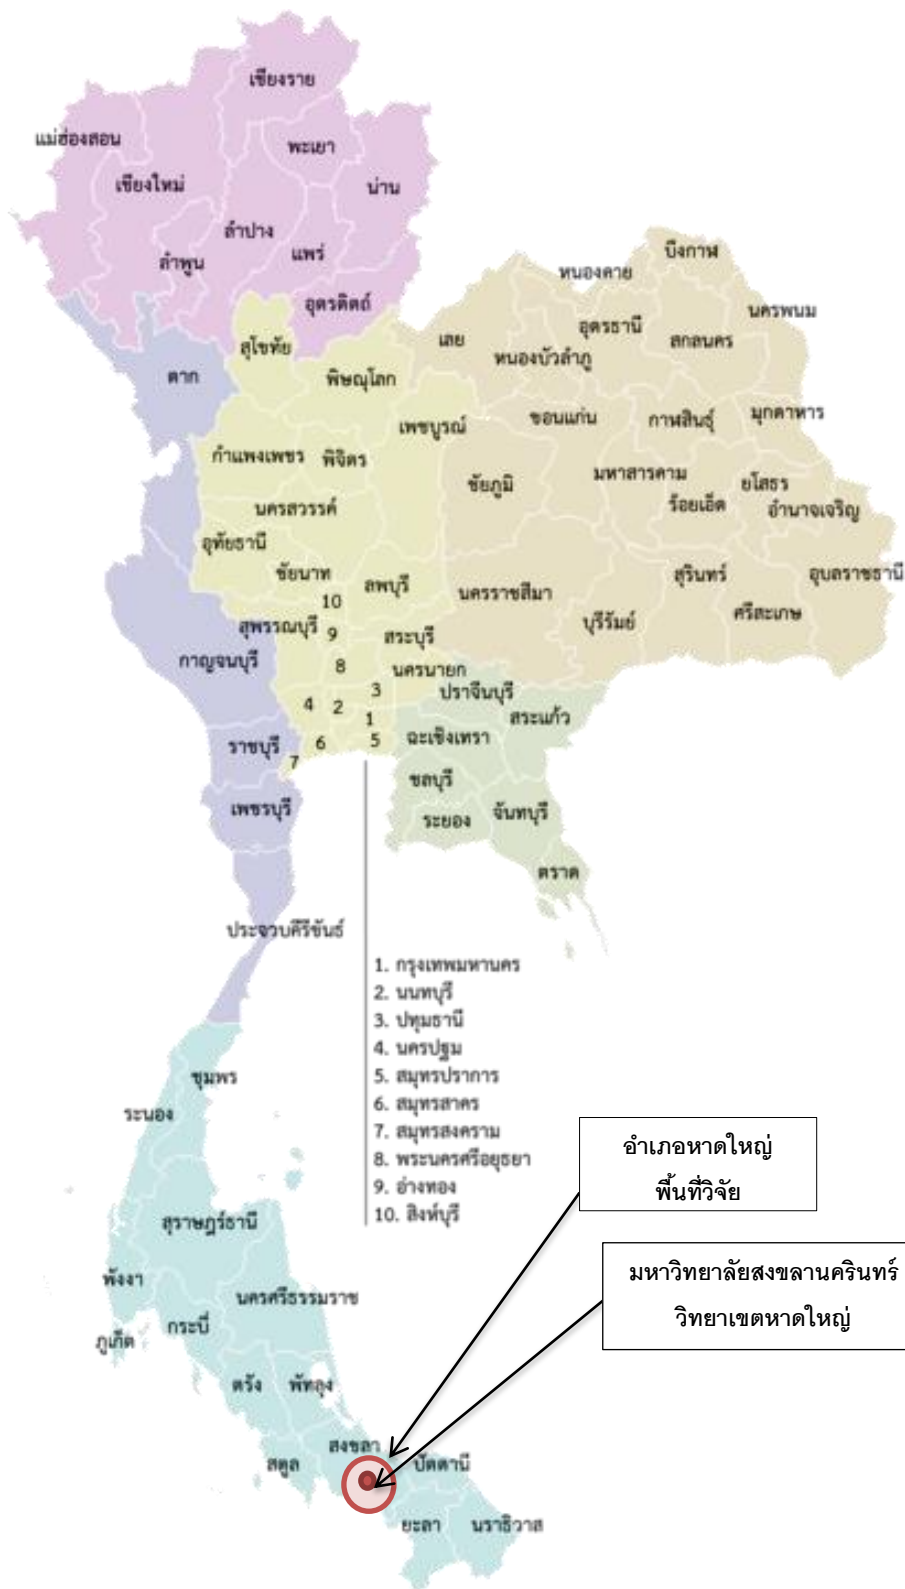 เชียงราย
แม่ฮ่องสอน
พะเยา
เชียงใหม่
น่าน
ลำปาง
แพร่
ลำพูน
อุตรดิตถ์
บึงกาฬ
หนองคาย
นครพนม
อุดรธานี
สกลนคร
เลย
หนองบัวลำภู
สุโขทัย
ตาก
พิษณุโลก
เพชบูรณ์
ขอนแก่น
กาฬสินธุ์
มุกดาหาร
กำแพงเพชร
พิจิตร
ชัยภูมิ
มหาสารคาม
ยโสธร
ร้อยเอ็ด
อำนาจเจริญ
นครสวรรค์
อุทัยธานี
ชัยนาท
ลพบุรี
นครราชสีมา
สุรินทร์
อุบลราชธานี
บุรีรัมย์
ศรีสะเกษ
10
สุพรรณบุรี
9
สระบุรี
กาญจนบุรี
8
นครนายก
3
ปราจีนบุรี
4
2
1
สระแก้ว
ราชบุรี
6
5
ฉะเชิงเทรา
7
ชลบุรี
เพชรบุรี
ระยอง
จันทบุรี
ตราด
ประจวบคีรีขันธ์
1. กรุงเทพมหานคร
2. นนทบุรี
3. ปทุมธานี
4. นครปฐม
5. สมุทรปราการ
6. สมุทรสาคร
7. สมุทรสงคราม
8. พระนครศรีอยุธยา
9. อ่างทอง
10. สิงห์บุรี
ชุมพร
ระนอง
อำเภอหาดใหญ่
พื้นที่วิจัย
สุราษฎร์ธานี
พังงา
นครศรีธรรมราช
มหาวิทยาลัยสงขลานครินทร์
วิทยาเขตหาดใหญ่
กระบี่
ภูเก็ต
ตรัง
พัทลุง
สงขลา
สตูล
ปัตตานี
ยะลา
นราธิวาส